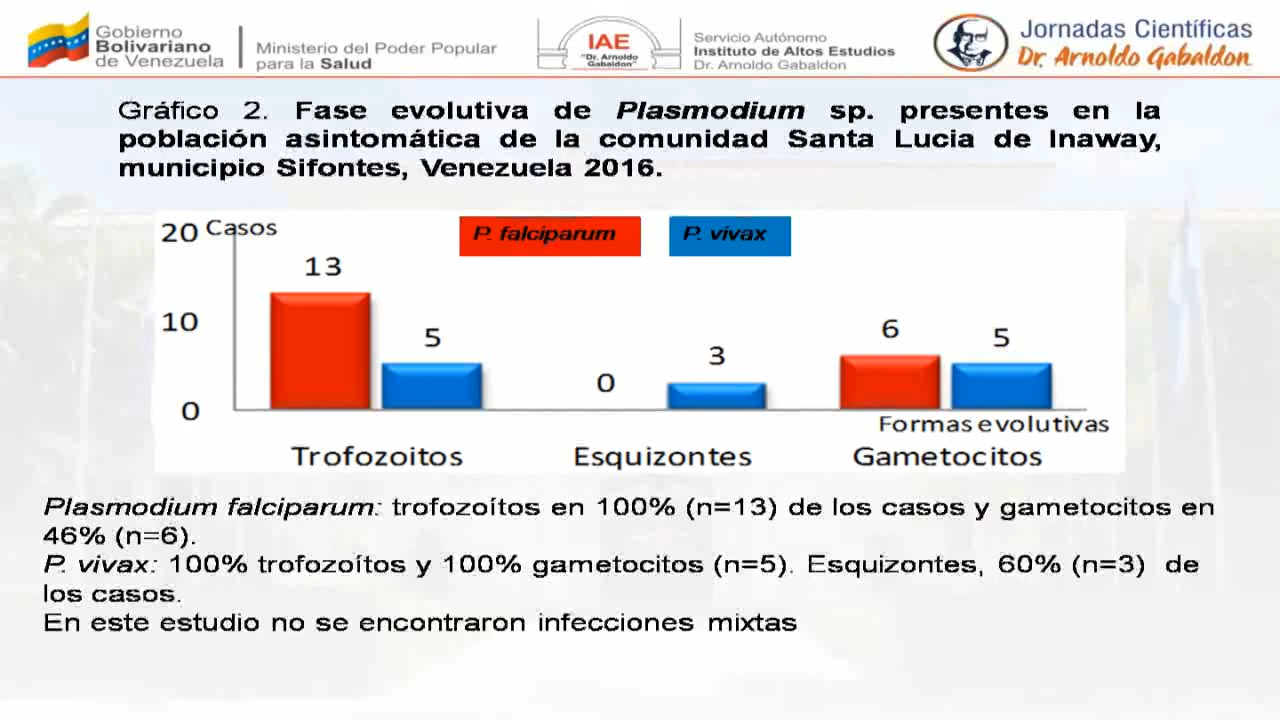 Gobierno
Bolivariano
de Venezuela
Ministerio del Poder Popular
para la Salud
IAE
"Dr. Arnoldo
Gabaldon"
Servicio Autónomo
Instituto de Altos Estudios
Dr. Arnoldo Gabaldon
Jornadas Científicas
Dr. Arnoldo Gabaldon
Gráfico 2. Fase evolutiva de Plasmodium sp. presentes en la
población asintomática de la comunidad Santa Lucia de Inaway,
municipio Sifontes, Venezuela 2016.
20 Casos
P. falciparum P. vivax
13
10
5
0
3
6
5
0
Formas evolutivas
Trofozoitos Esquizontes Gametocitos
Plasmodium falciparum: trofozoítos en 100% (n=13) de los casos y gametocitos en
46% (n=6).
P. vivax: 100% trofozoítos y 100% gametocitos (n=5). Esquizontes, 60% (n=3) de
los casos.
En este estudio no se encontraron infecciones mixtas